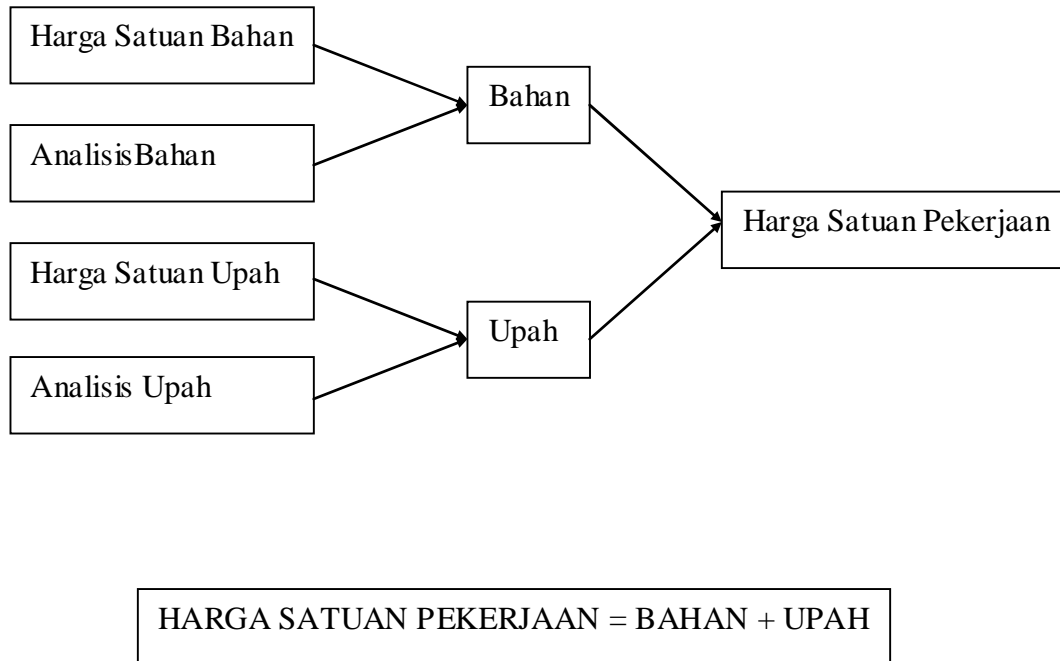 Harga Satuan Bahan
Bahan
AnalisisBahan
Harga Satuan Pekerjaan
Harga Satuan Upah
Upah
Analisis Upah
HARGA SATUAN PEKERJAAN = BAHAN + UPAH